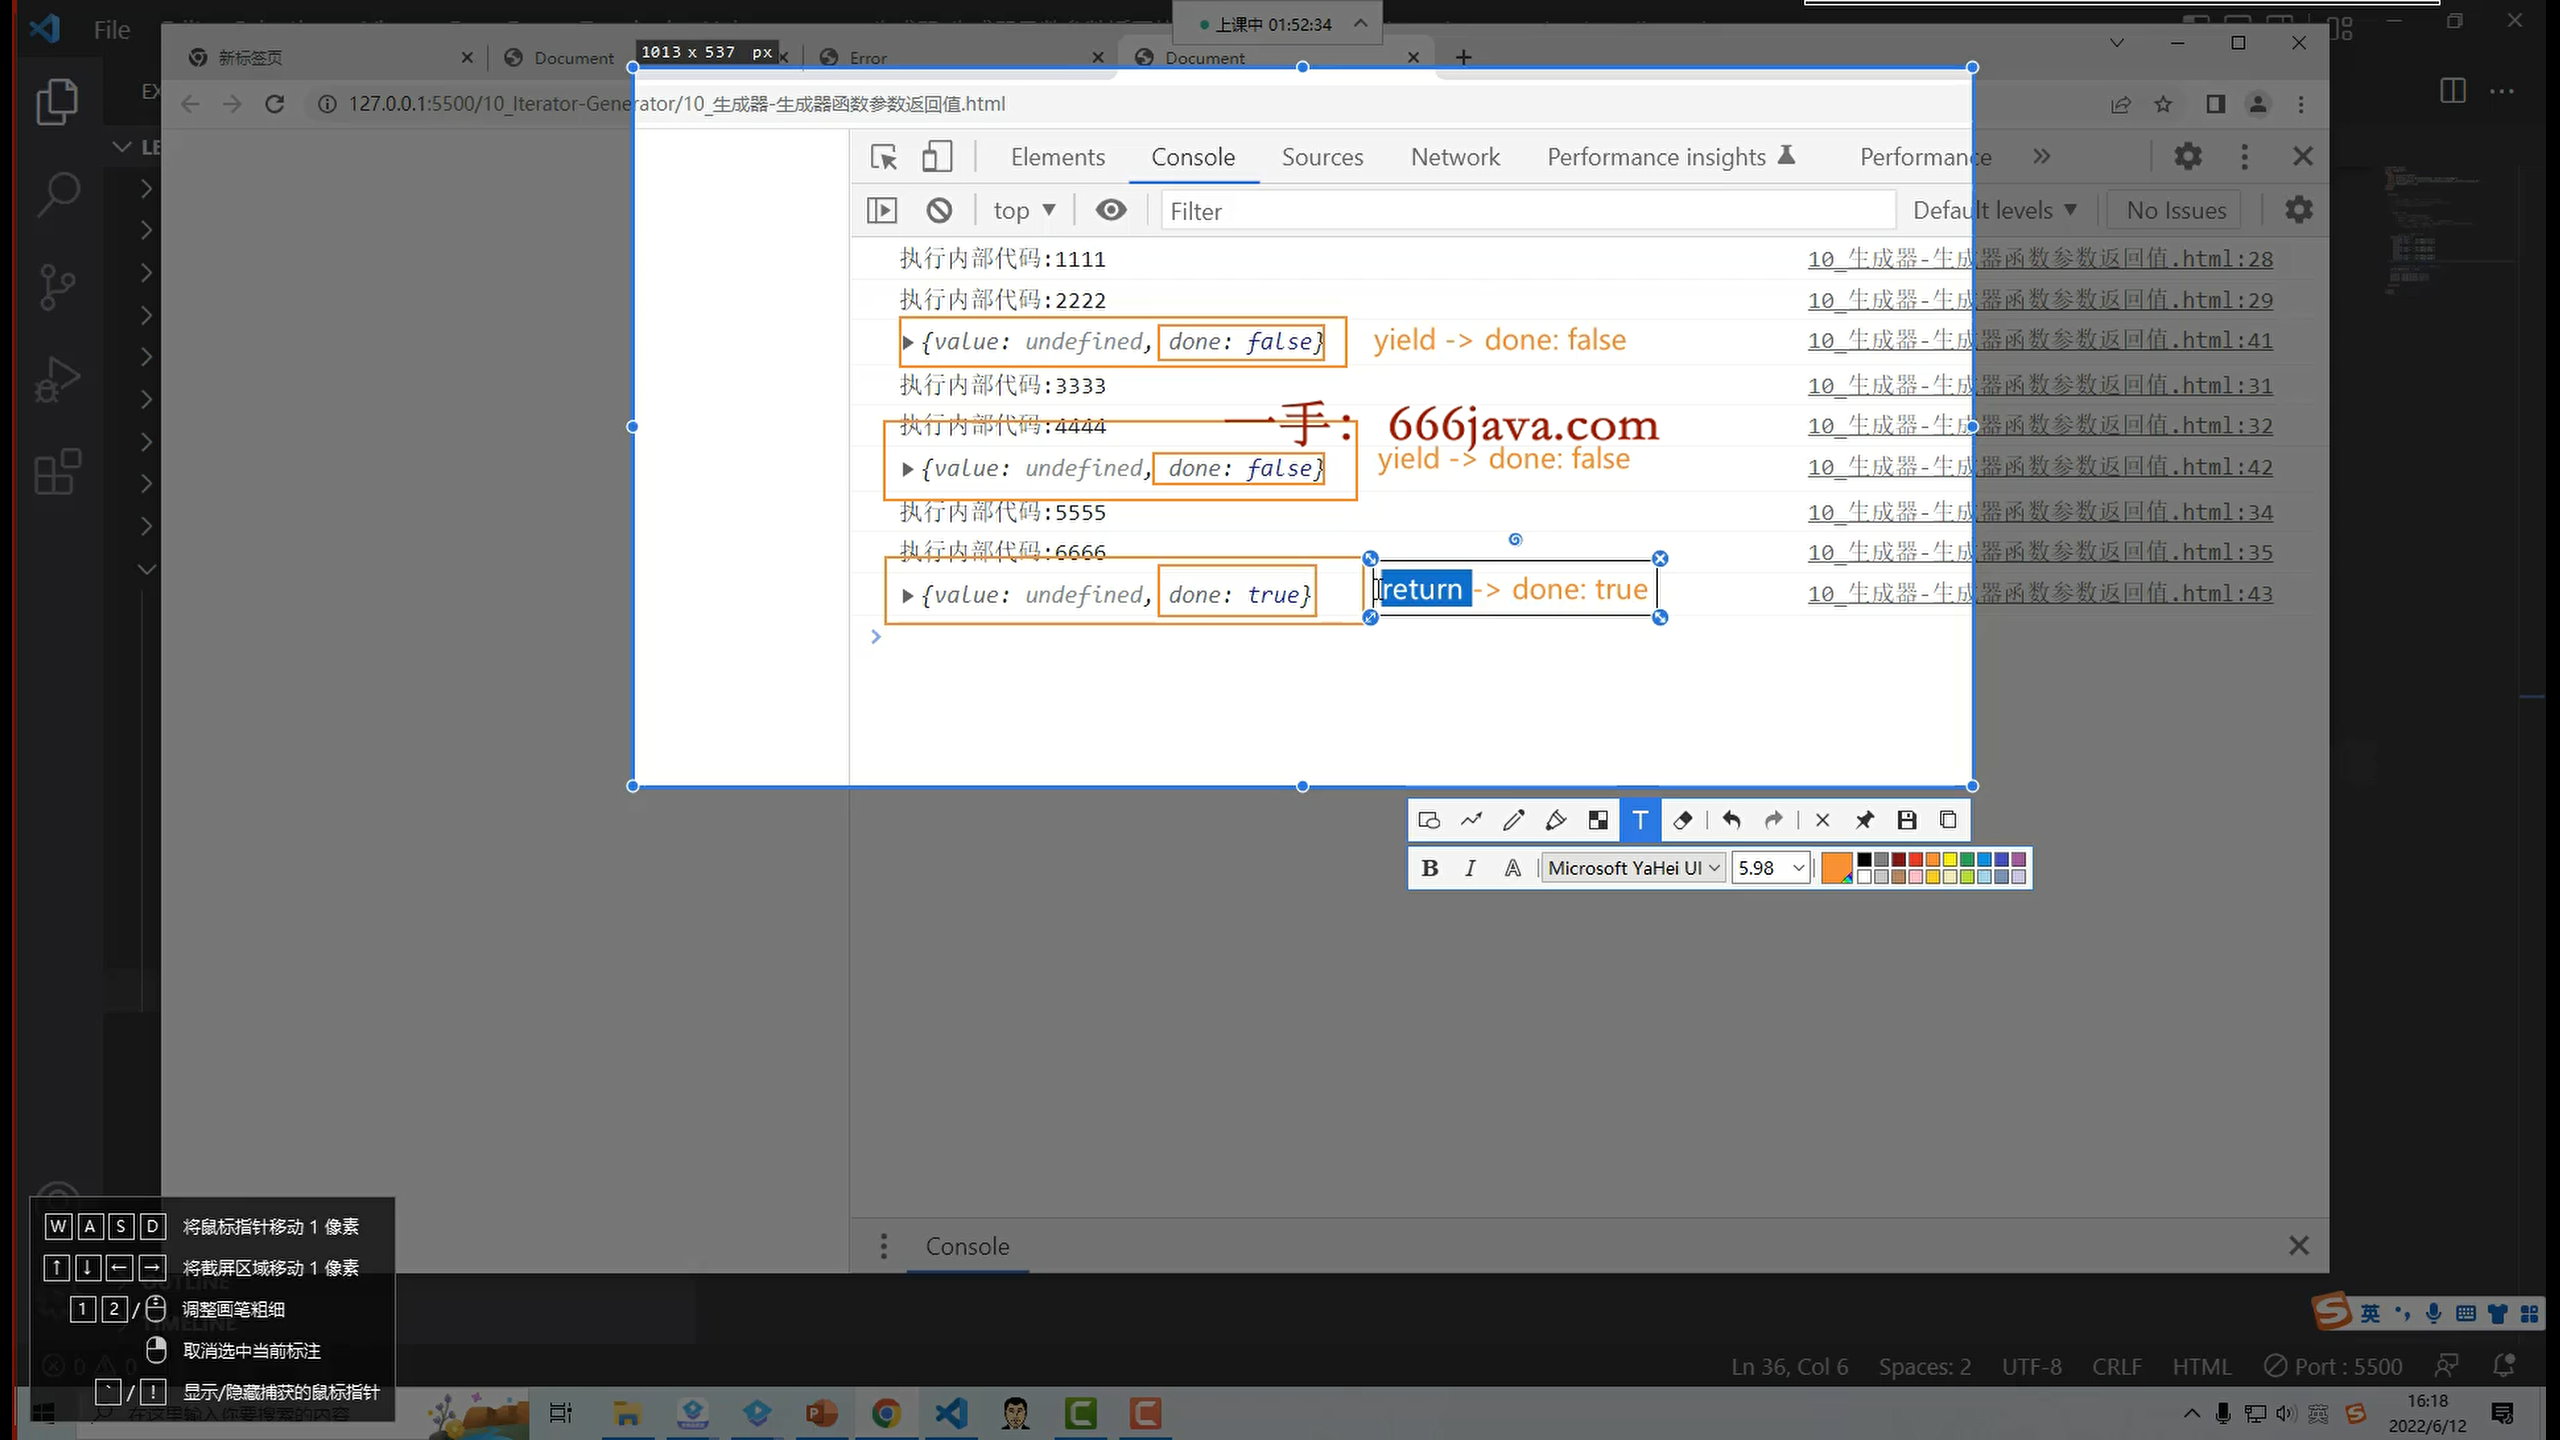 File
上课中 01:52:34
新标签页
Document
1013 x 537 px
Error
Document
EX
127.0.0.1:5500/10_Iterator-Generator/10_生成器-生成器函数参数返回值.html
LE
Elements
Console
Sources
Network
Performance insights
Performance
top
Filter
Default levels
No Issues
执行内部代码:1111
10_生成器-生成器函数参数返回值.html:28
执行内部代码:2222
10_生成器-生成器函数参数返回值.html:29
{value: undefined, done: false}
yield -> done: false
10_生成器-生成器函数参数返回值.html:41
执行内部代码:3333
10_生成器-生成器函数参数返回值.html:31
执行内部代码:4444
一手: 666java.com
10_生成器-生成器函数参数返回值.html:32
{value: undefined, done: false}
yield -> done: false
10_生成器-生成器函数参数返回值.html:42
执行内部代码:5555
10_生成器-生成器函数参数返回值.html:34
执行内部代码:6666
10_生成器-生成器函数参数返回值.html:35
{value: undefined, done: true}
return -> done: true
10_生成器-生成器函数参数返回值.html:43
T
B I A
Microsoft YaHei UI
5.98
W A S D 将鼠标指针移动 1 像素
↑ ↓ ← → 将截屏区域移动 1 像素
OUTLINE
1 2 / 调整画笔粗细
TIMELINE
取消选中当前标注
` / ! 显示/隐藏捕获的鼠标指针
Console
英
Ln 36, Col 6
Spaces: 2
UTF-8
CRLF
HTML
Port : 5500
在这里输入你要搜索的内容
英
16:18
2022/6/12